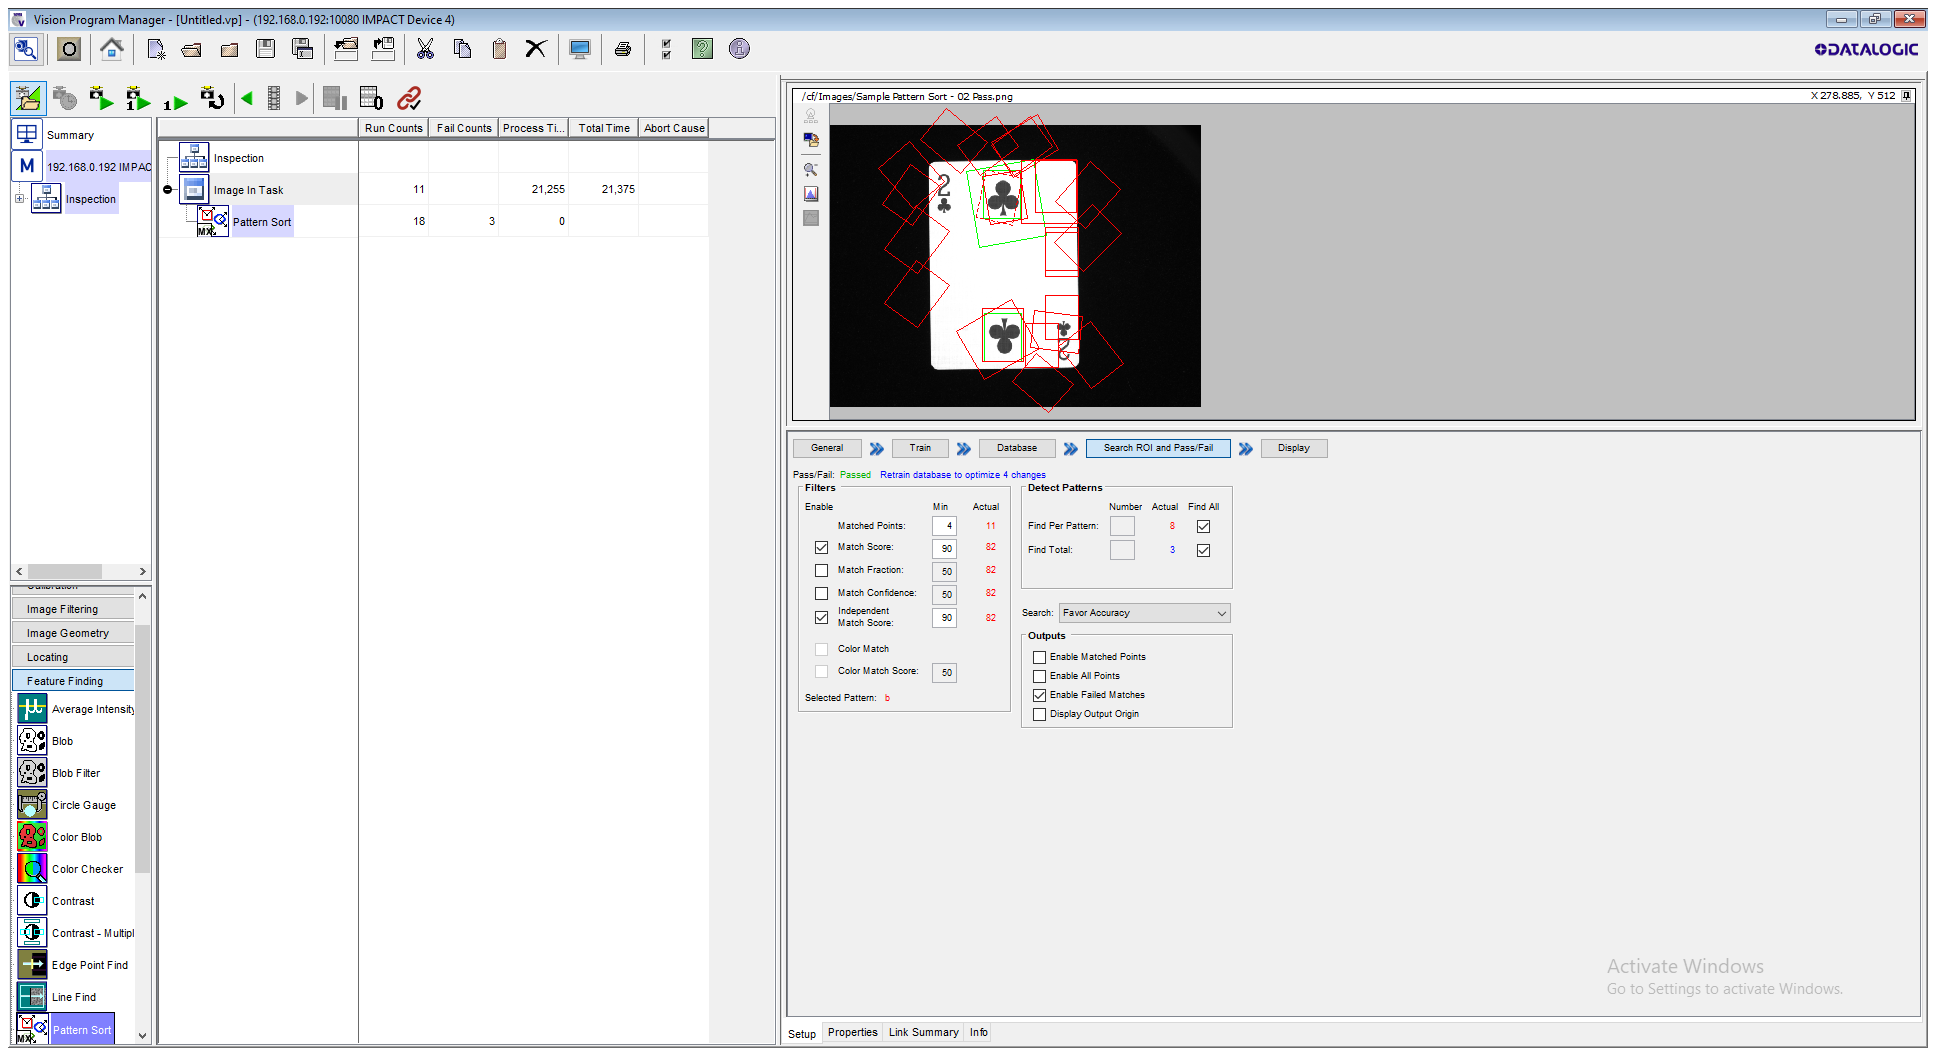 Vision Program Manager - [Untitled.vp] - (192.168.0.192:10080 IMPACT Device 4)
DATALOGIC
Summary
M 192.168.0.192 IMPAC
Inspection
Image Filtering
Image Geometry
Locating
Feature Finding
Average Intensity
Blob
Blob Filter
Circle Gauge
Color Blob
Color Checker
Contrast
Contrast - Multipl
Edge Point Find
Line Find
Pattern Sort
Run Counts Fail Counts Process Ti... Total Time Abort Cause
Inspection
Image In Task 11 21,255 21,375
Pattern Sort 18 3 0
/cf/Images/Sample Pattern Sort - 02 Pass.png X 278.885, Y 512
2
2
General Train Database Search ROI and Pass/Fail Display
Pass/Fail: Passed Retrain database to optimize 4 changes
Filters
Enable Min Actual
Matched Points: 4 11
Match Score: 90 82
Match Fraction: 50 82
Match Confidence: 50 82
Independent
Match Score: 90 82
Color Match
Color Match Score: 50
Selected Pattern: b
Detect Patterns
Number Actual Find All
Find Per Pattern: 8
Find Total: 3
Search: Favor Accuracy
Outputs
Enable Matched Points
Enable All Points
Enable Failed Matches
Display Output Origin
Activate Windows
Go to Settings to activate Windows.
Setup Properties Link Summary Info